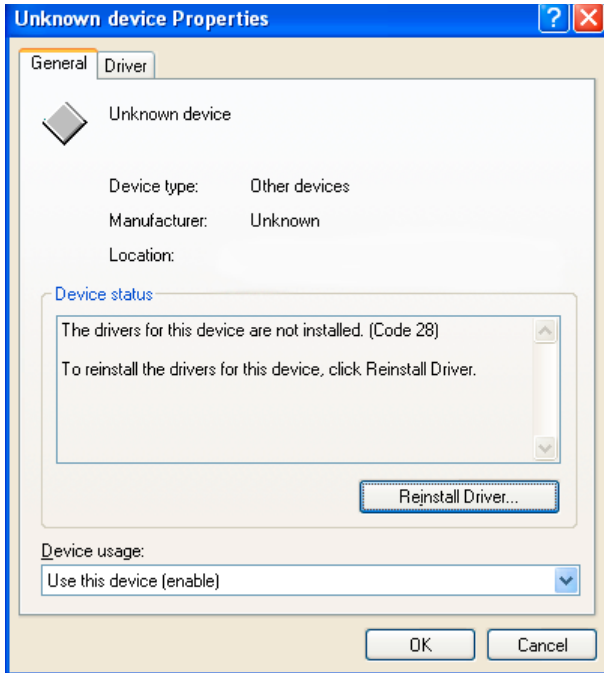 Unknown device Properties
General Driver
Unknown device
Device type: Other devices
Manufacturer: Unknown
Location:
Device status
The drivers for this device are not installed. (Code 28)
To reinstall the drivers for this device, click Reinstall Driver.
Reinstall Driver...
Device usage:
Use this device (enable)
OK Cancel